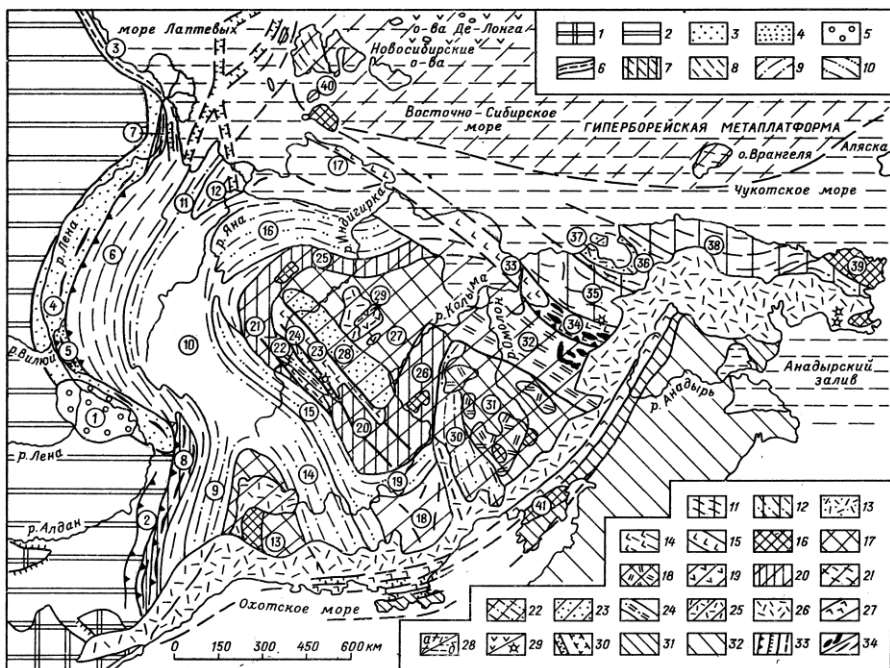 море Лаптевых
о-ва Де-Лонга
Новосибирские
о-ва
1 2 3 4 5
6 7 8 9 10
3
40
Восточно-Сибирское
море
ГИПЕРБОРЕЙСКАЯ МЕТАПЛАТФОРМА
Аляска
о. Врангеля
Чукотское море
7
17
11
12
р. Яна
р. Индигирка
16
р. Лена
6
37
36
38
39
25
33
35
4
29
р. Колыма
р. Омолон
34
27
32
21
24
10
22
23
28
5
р. Вилюй
26
Анадырский
залив
р. Анадырь
1
15
20
31
30
р. Лена
8
14
19
9
41
18
р. Алдан
2
13
11 12 13
14 15 16 17
18 19 20 21
22 23 24 25 26 27
Охотское море
0 150 300 450 600 км
а б 28 29 30 31 32 33 34